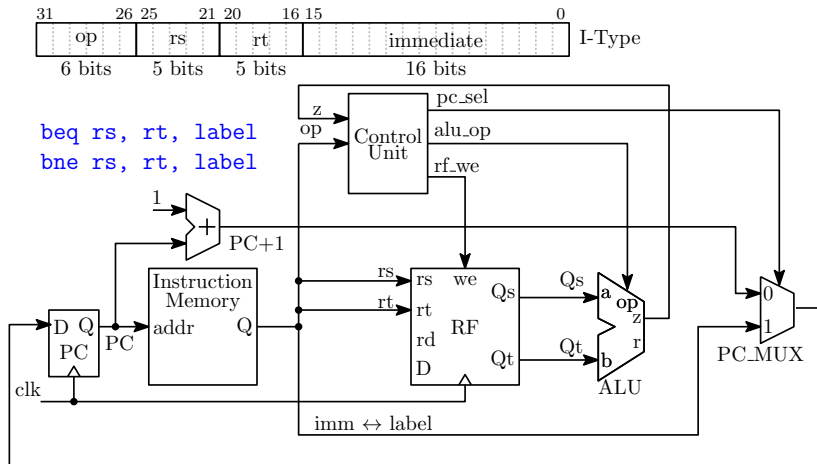 31 26 25 21 20 16 15 0
op rs rt immediate I-Type
6 bits 5 bits 5 bits 16 bits
beq rs, rt, label
bne rs, rt, label
z
op
Control
Unit
pc_sel
alu_op
rf_we
1
+
PC+1
Instruction
Memory
addr
Q
D Q
PC
PC
clk
rs
rt
rs
rt
rd
D
we
RF
Qs
Qt
Qs
Qt
a
b
op
z
r
ALU
0
1
PC_MUX
imm ↔ label